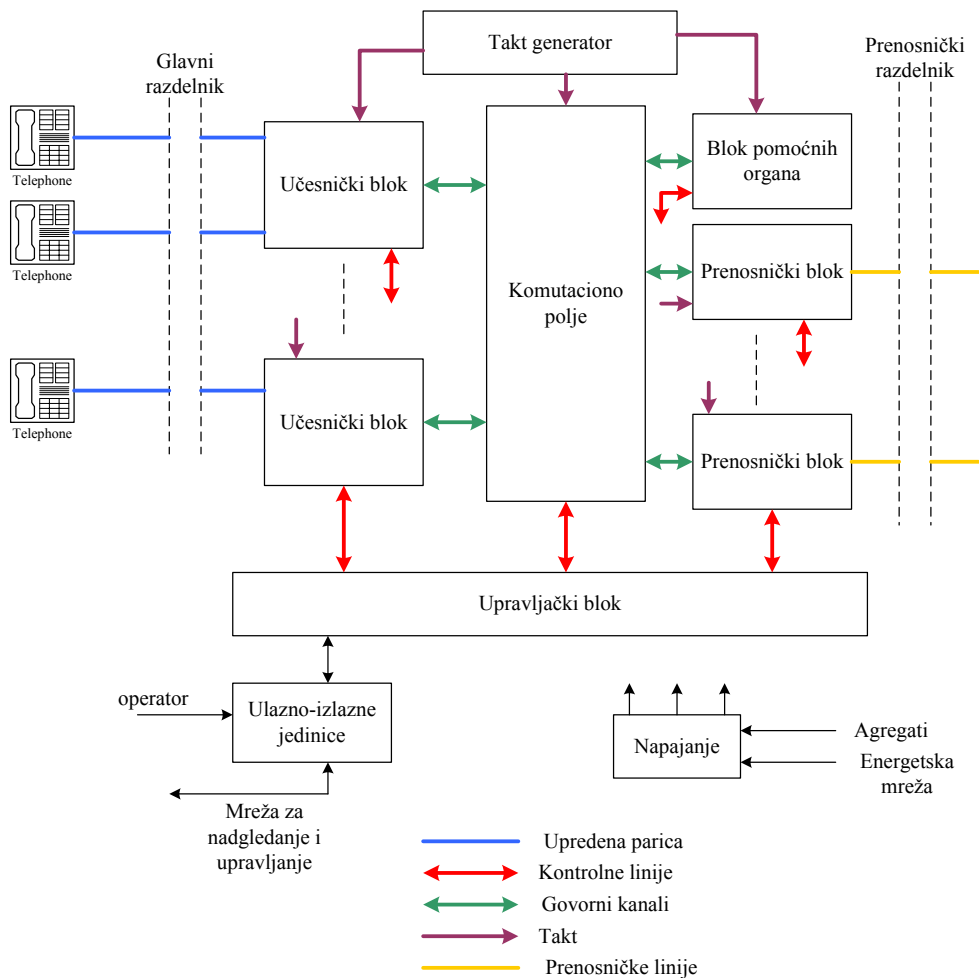 Takt generator
Glavni
razdelnik
Prenosnički
razdelnik
Telephone
Telephone
Telephone
Učesnički blok
Učesnički blok
Komutaciono
polje
Blok pomoćnih
organa
Prenosnički blok
Prenosnički blok
Upravljački blok
operator
Ulazno-izlazne
jedinice
Mreža za
nadgledanje i
upravljanje
Napajanje
Agregati
Energetska
mreža
Upredena parica
Kontrolne linije
Govorni kanali
Takt
Prenosničke linije